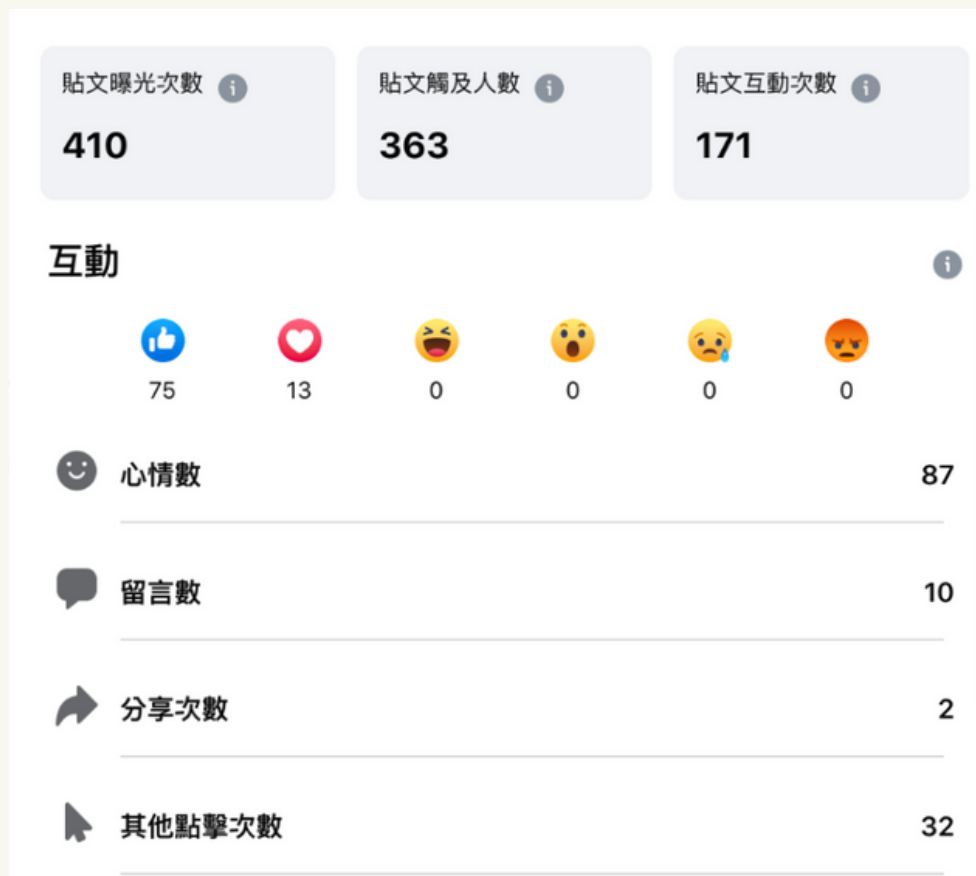 貼文曝光次數
410
貼文觸及人數
363
貼文互動次數
171
互動
75
13
0
0
0
0
心情數
87
留言數
10
分享次數
2
其他點擊次數
32